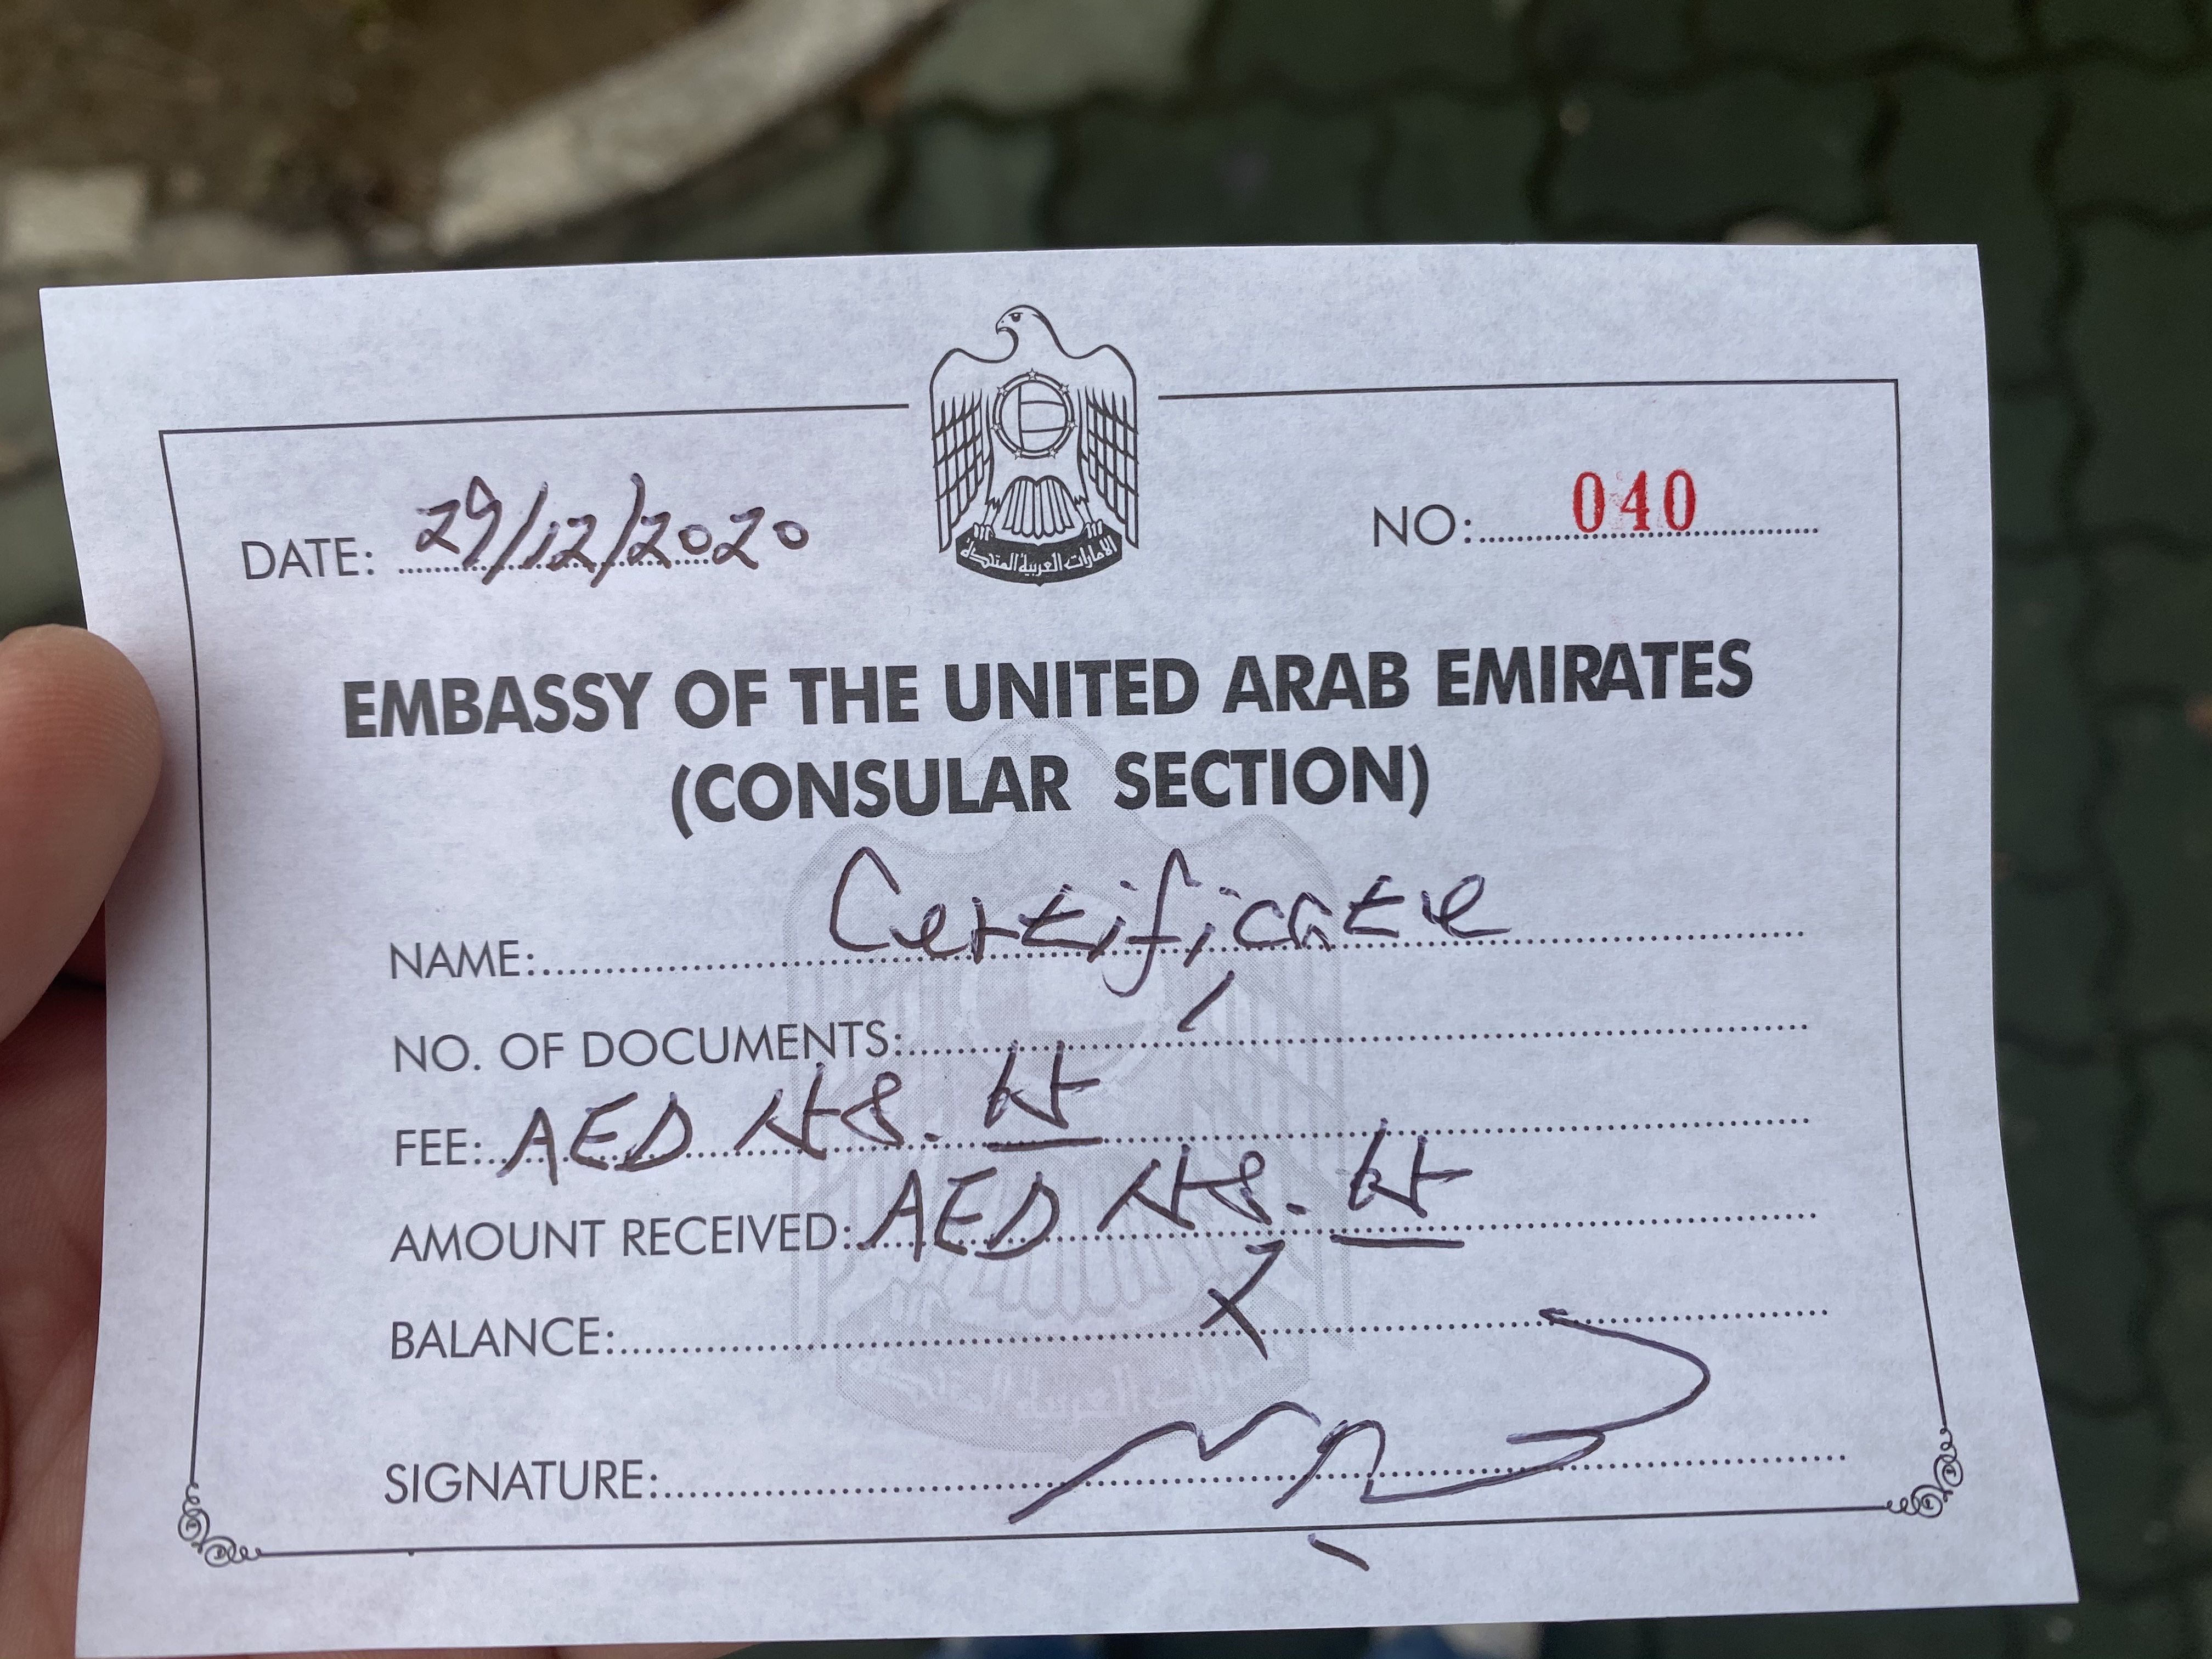 الامارات العربية المتحدة
DATE: 29/12/2020
NO: 040
EMBASSY OF THE UNITED ARAB EMIRATES
(CONSULAR SECTION)
NAME: Certificate
NO. OF DOCUMENTS: 1
FEE: AED
AMOUNT RECEIVED: AED
BALANCE: X
SIGNATURE: